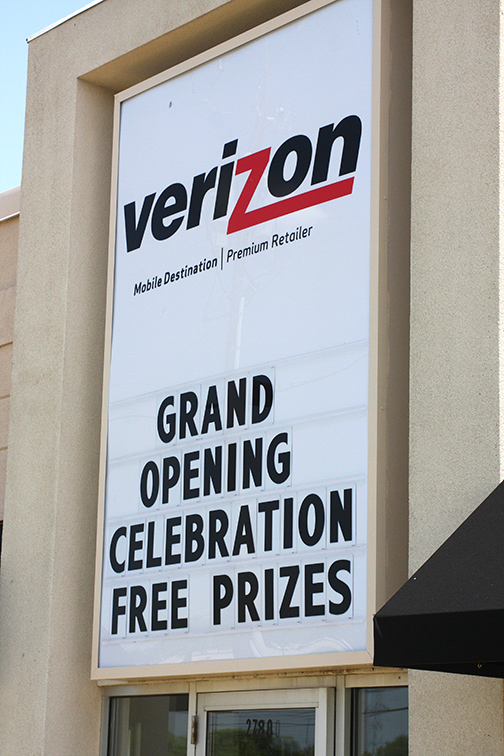 verizon
Mobile Destination | Premium Retailer
GRAND
OPENING
CELEBRATION
FREE PRIZES